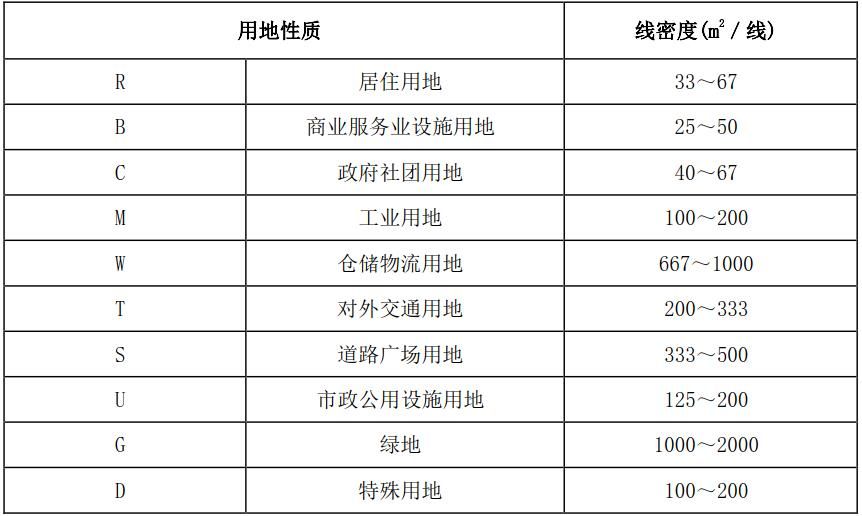 用地性质 线密度(m²/线)
R 居住用地 33～67
B 商业服务业设施用地 25～50
C 政府社团用地 40～67
M 工业用地 100～200
W 仓储物流用地 667～1000
T 对外交通用地 200～333
S 道路广场用地 333～500
U 市政公用设施用地 125～200
G 绿地 1000～2000
D 特殊用地 100～200